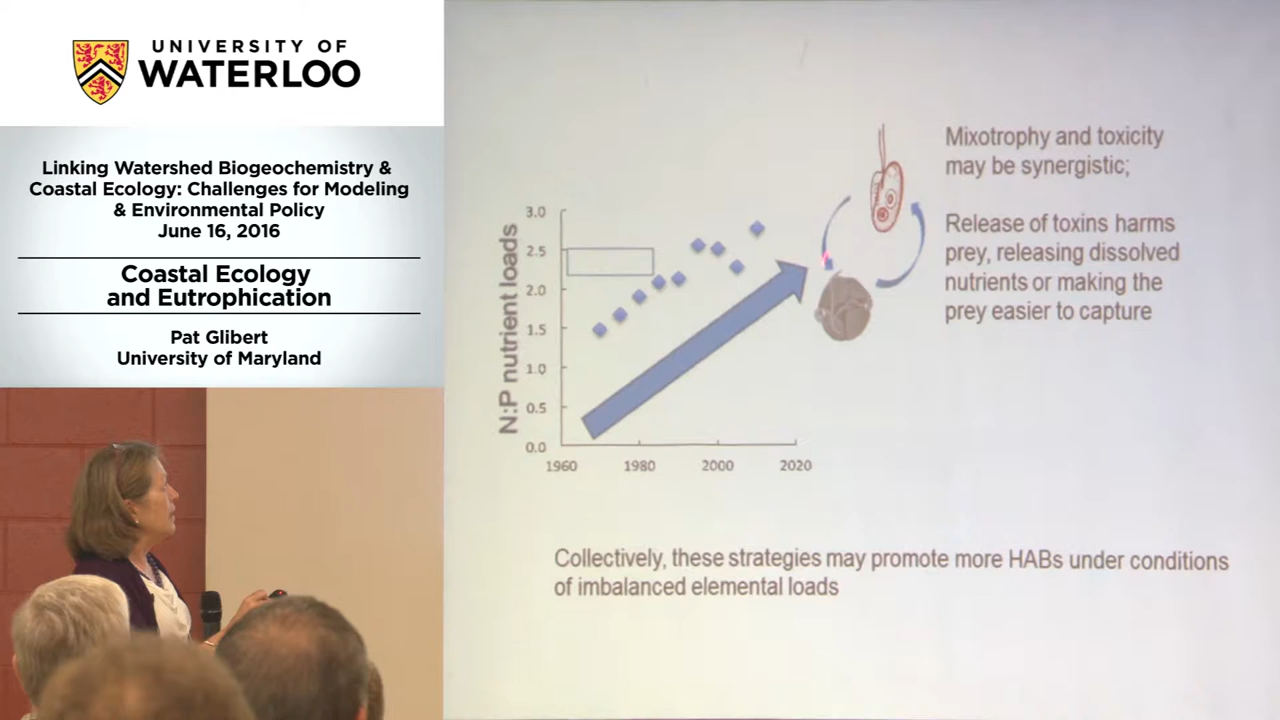 UNIVERSITY OF
WATERLOO
Linking Watershed Biogeochemistry &
Coastal Ecology: Challenges for Modeling
& Environmental Policy
June 16, 2016
Coastal Ecology
and Eutrophication
Pat Glibert
University of Maryland
Mixotrophy and toxicity
may be synergistic;
Release of toxins harms
prey, releasing dissolved
nutrients or making the
prey easier to capture
N:P nutrient loads
3.0
2.5
2.0
1.5
1.0
0.5
0.0
1960 1980 2000 2020
Collectively, these strategies may promote more HABs under conditions
of imbalanced elemental loads